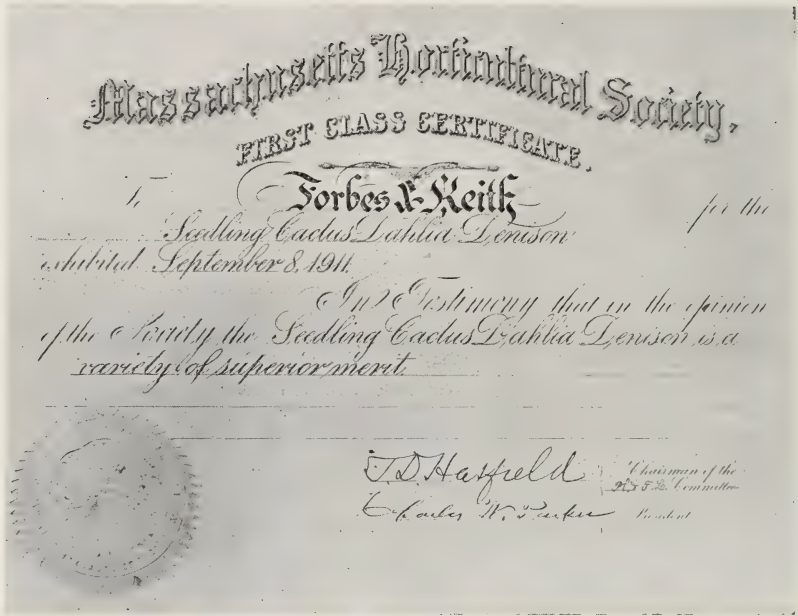 Massachusetts Horticultural Society,
FIRST CLASS CERTIFICATE.
To Forbes & Keith for the
Seedling Cactus Dahlia Denison
exhibited September 8, 1911.
In Testimony that in the opinion
of the Society the Seedling Cactus Dahlia Denison is a
variety of superior merit.
T. D. Hatfield Chairman of the
Committee
Charles W. Parker President